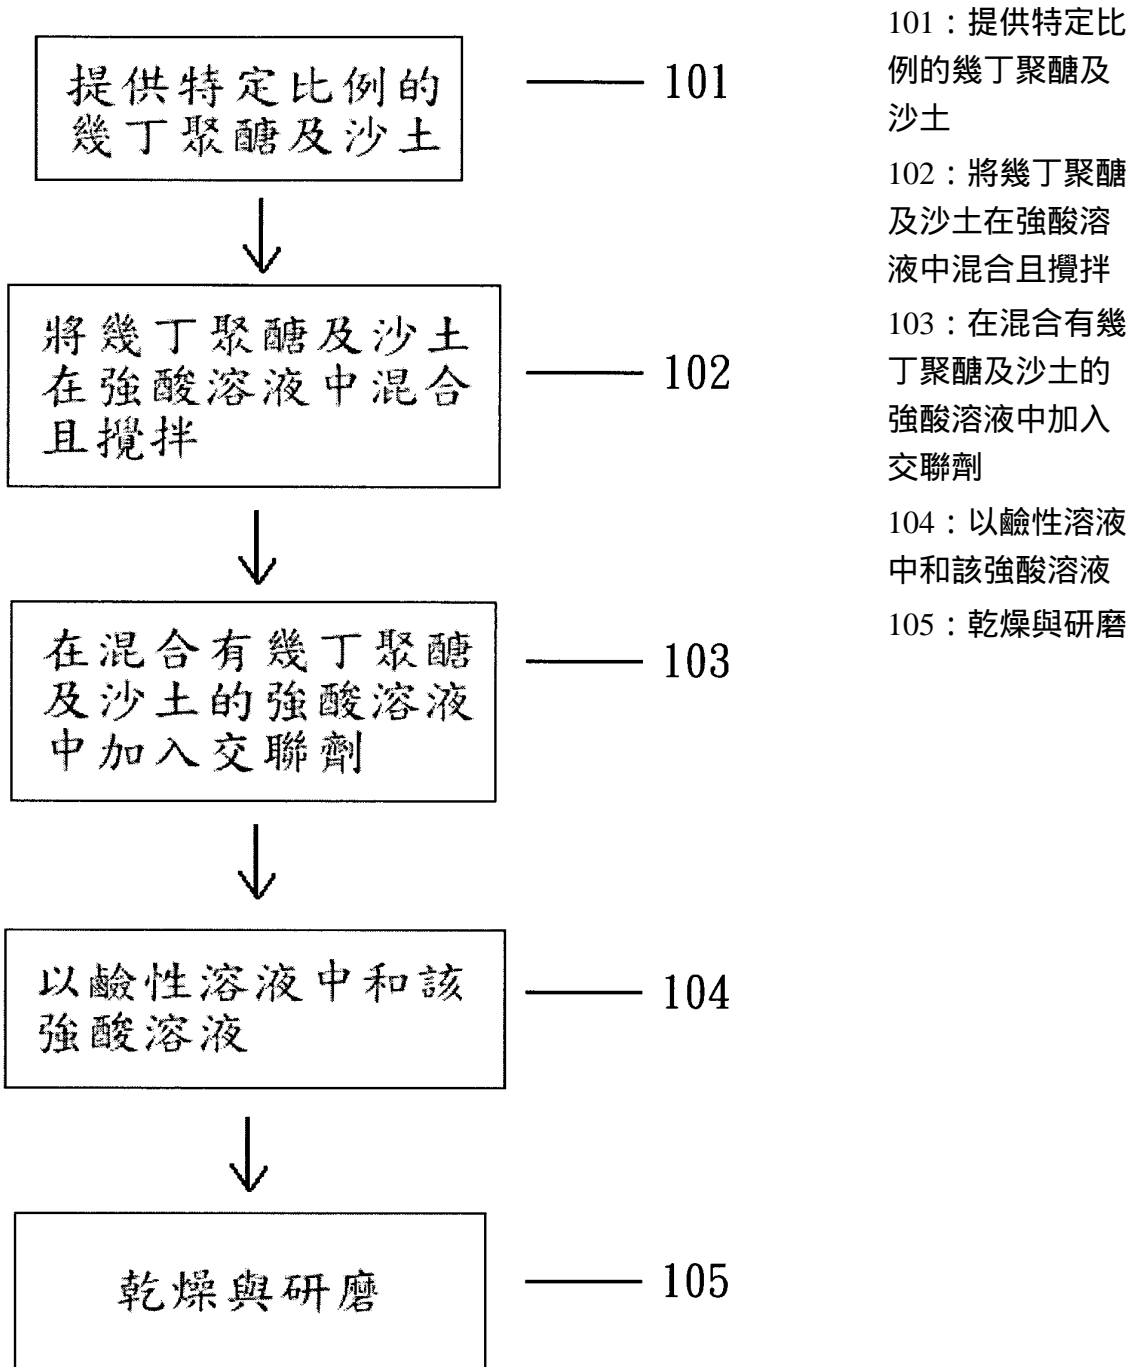 提供特定比例的
幾丁聚醣及沙土
101
將幾丁聚醣及沙土
在強酸溶液中混合
且攪拌
102
在混合有幾丁聚醣
及沙土的強酸溶液
中加入交聯劑
103
以鹼性溶液中和該
強酸溶液
104
乾燥與研磨
105
101：提供特定比
例的幾丁聚醣及
沙土
102：將幾丁聚醣
及沙土在強酸溶
液中混合且攪拌
103：在混合有幾
丁聚醣及沙土的
強酸溶液中加入
交聯劑
104：以鹼性溶液
中和該強酸溶液
105：乾燥與研磨